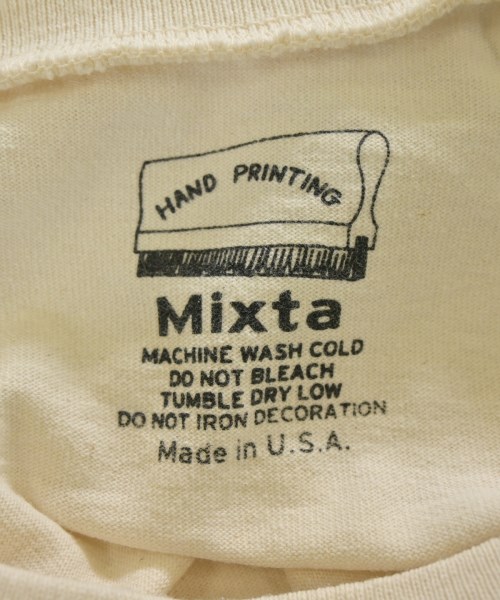 HAND PRINTING
Mixta
MACHINE WASH COLD
DO NOT BLEACH
TUMBLE DRY LOW
DO NOT IRON DECORATION
Made in U.S.A.